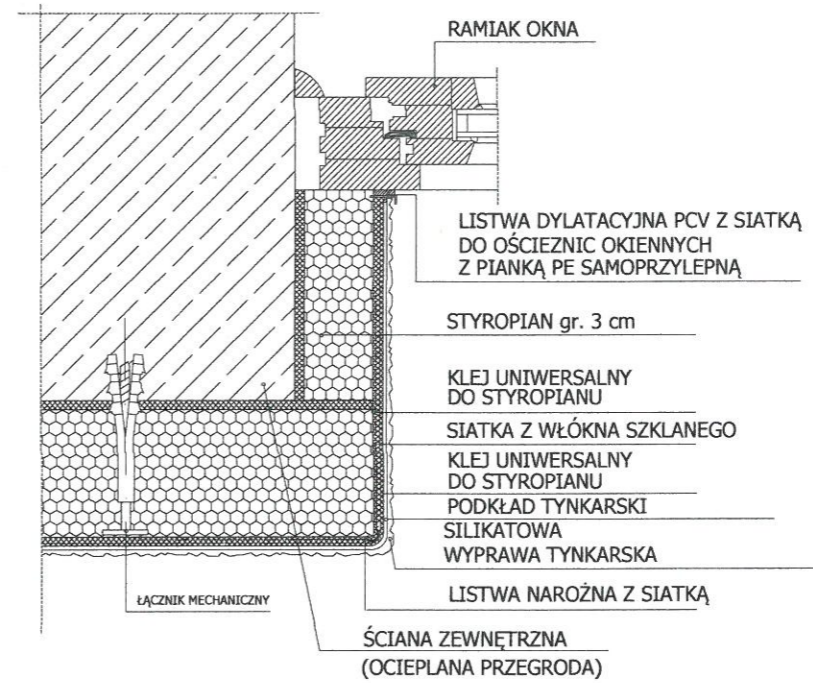 RAMIAK OKNA
LISTWA DYLATACYJNA PCV Z SIATKĄ
DO OŚCIEZNIC OKIENNYCH
Z PIANKĄ PE SAMOPRZYLEPNĄ
STYROPIAN gr. 3 cm
KLEJ UNIWERSALNY
DO STYROPIANU
SIATKA Z WŁÓKNA SZKLANEGO
KLEJ UNIWERSALNY
DO STYROPIANU
PODKŁAD TYNKARSKI
SILIKATOWA
WYPRAWA TYNKARSKA
LISTWA NAROŻNA Z SIATKĄ
ŁĄCZNIK MECHANICZNY
ŚCIANA ZEWNĘTRZNA
(OCIEPLANA PRZEGRODA)